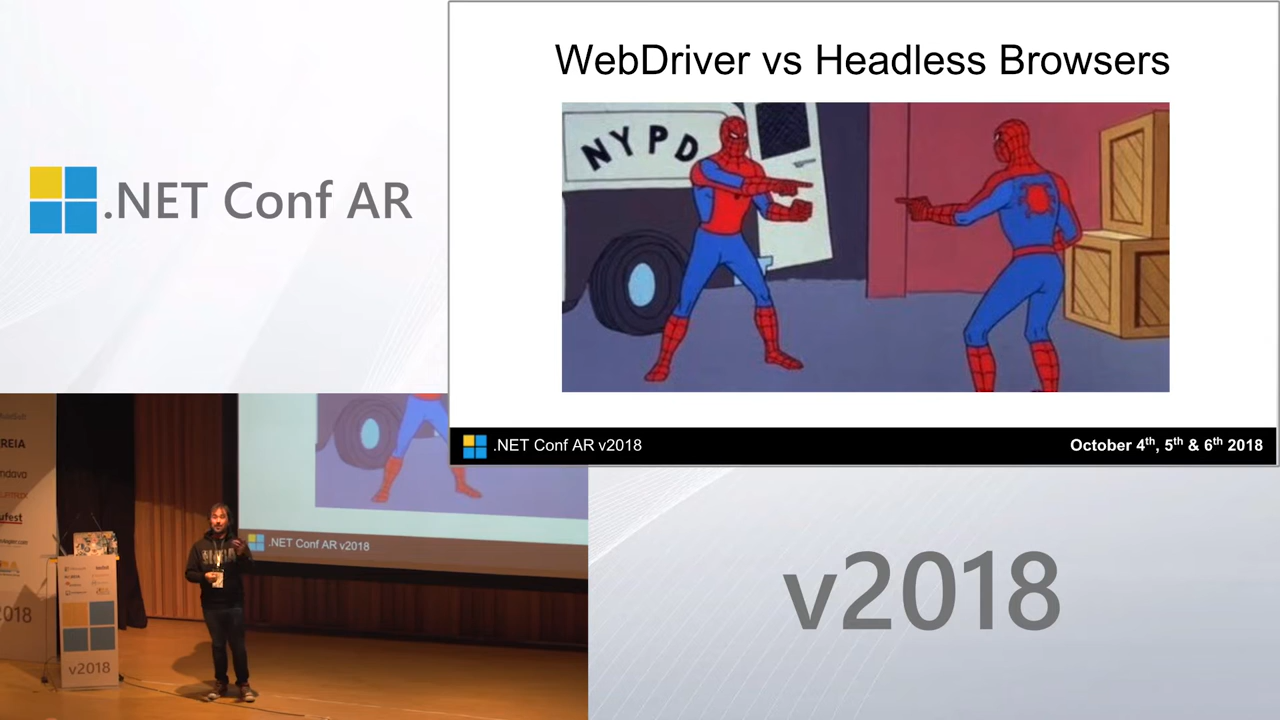 WebDriver vs Headless Browsers
NYPD
.NET Conf AR
.NET Conf AR v2018
October 4th, 5th & 6th 2018
.NET Conf AR v2018
v2018
v2018